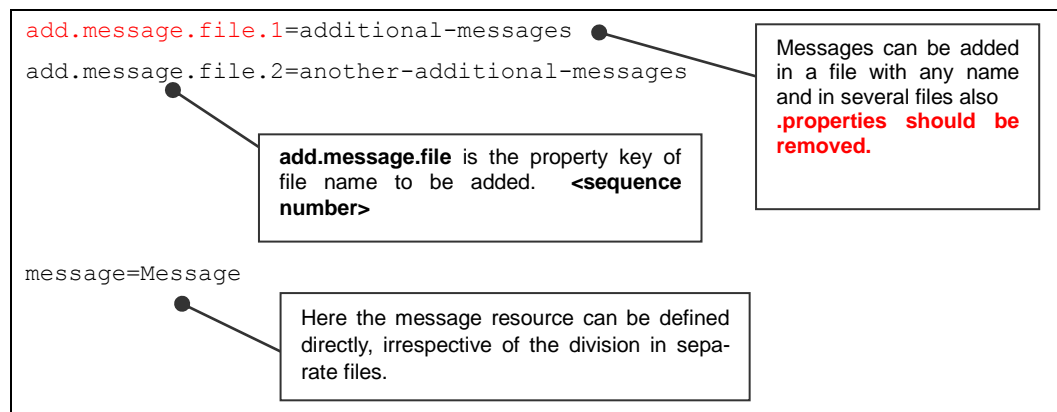 add.message.file.1=additional-messages
add.message.file.2=another-additional-messages
Messages can be added
in a file with any name
and in several files also
.properties should be
removed.
add.message.file is the property key of
file name to be added. <sequence
number>
message=Message
Here the message resource can be defined
directly, irrespective of the division in sepa-
rate files.